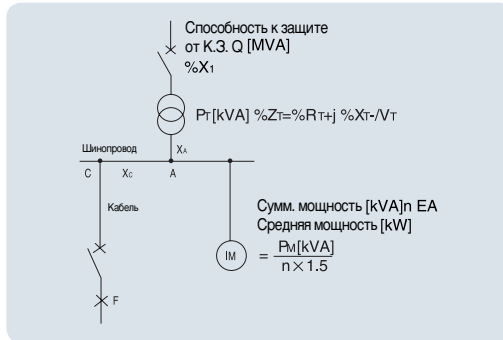 Способность к защите
от К.З. Q [MVA]
%X1
PT[kVA] %ZT=%RT+j %XT-/VT
Шинопровод
XA
C XC A
Кабель
Сумм. мощность [kVA]n EA
Средняя мощность [kW]
IM
= PM[kVA]
n×1.5
F